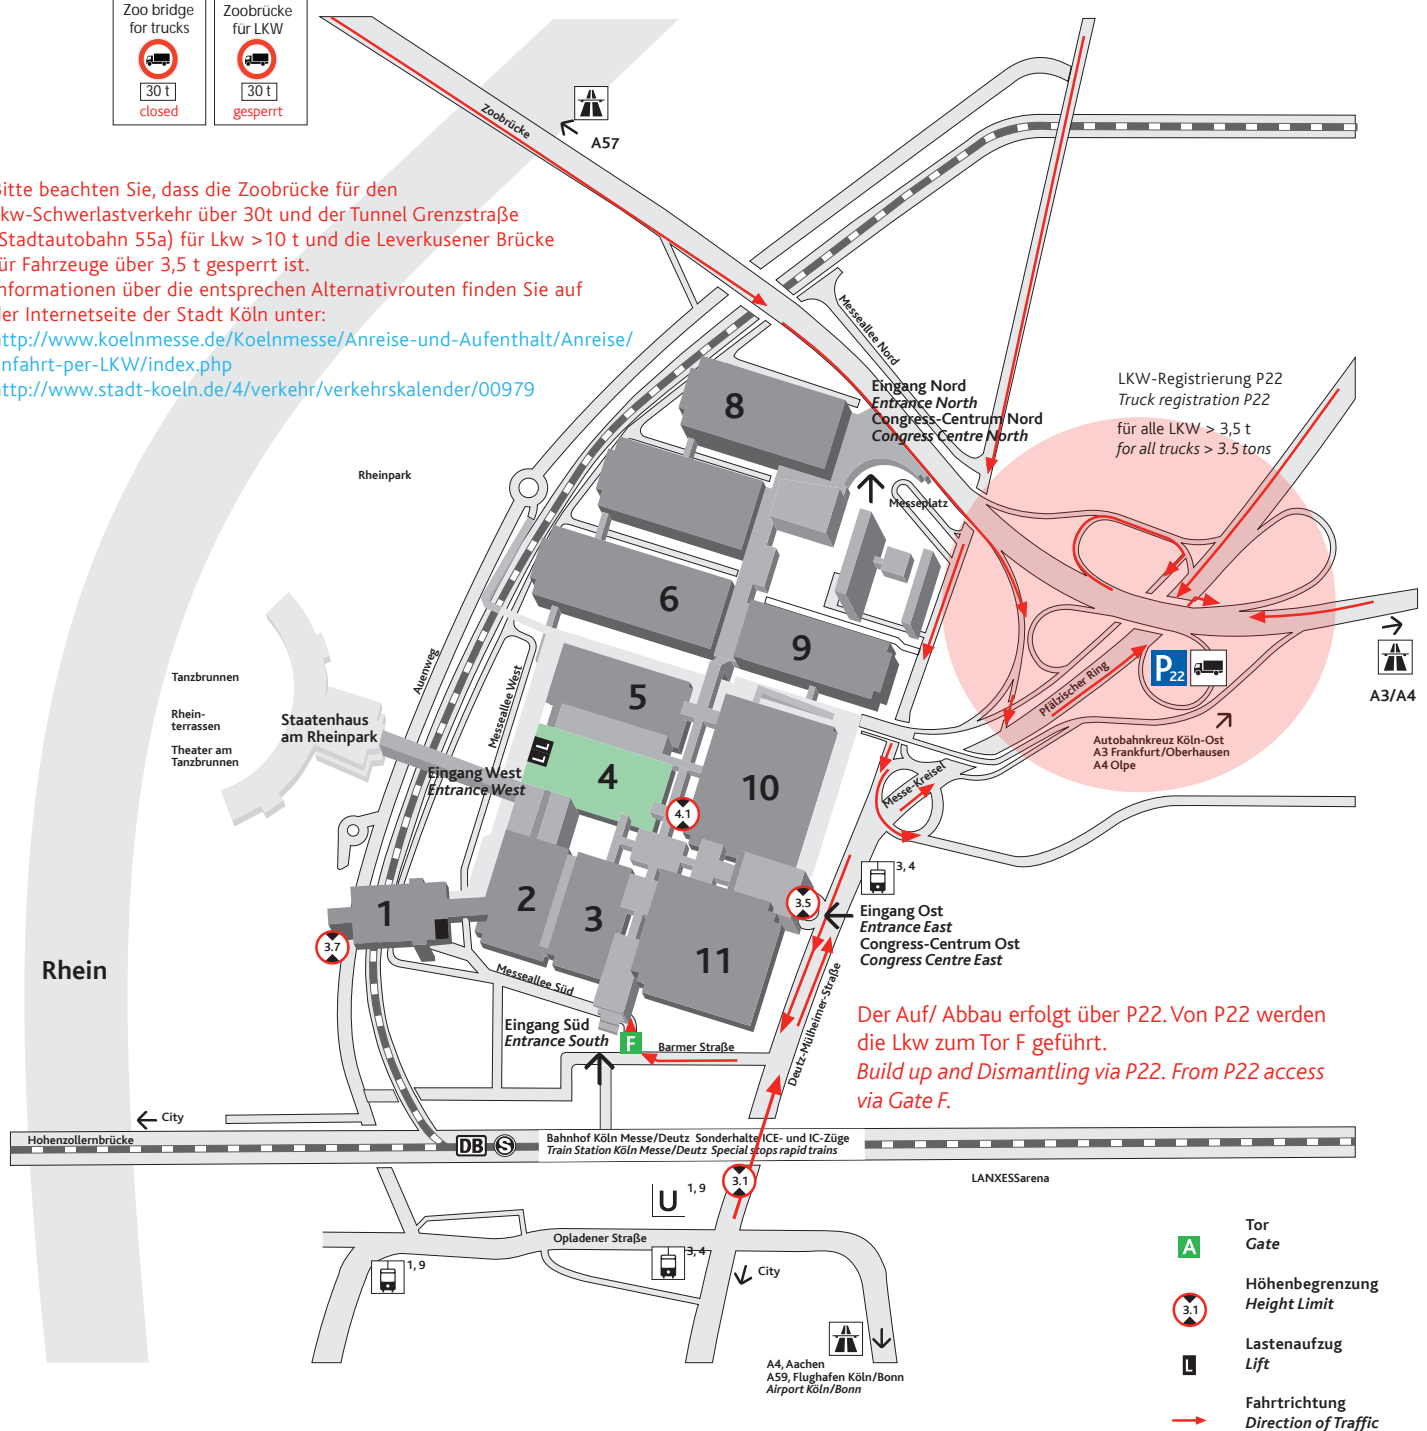 Zoo bridge
for trucks
30 t
closed
Zoobrücke
für LKW
30 t
gesperrt
Zoobrücke
A57
itte beachten Sie, dass die Zoobrücke für den
kw-Schwerlastverkehr über 30t und der Tunnel Grenzstraße
Stadtautobahn 55a) für Lkw >10 t und die Leverkusener Brücke
ür Fahrzeuge über 3,5 t gesperrt ist.
nformationen über die entsprechen Alternativrouten finden Sie auf
der Internetseite der Stadt Köln unter:
ttp://www.koelnmesse.de/Koelnmesse/Anreise-und-Aufenthalt/Anreise/
nfahrt-per-LKW/index.php
ttp://www.stadt-koeln.de/4/verkehr/verkehrskalender/00979
Messeallee Nord
Eingang Nord
Entrance North
Congress-Centrum Nord
Congress Centre North
LKW-Registrierung P22
Truck registration P22
für alle LKW > 3,5 t
for all trucks > 3.5 tons
8
Rheinpark
Messeplatz
6
9
5
Auenweg
Messeallee West
Tanzbrunnen
Rhein-
terrassen
Theater am
Tanzbrunnen
Staatenhaus
am Rheinpark
P22
Pfälzischer Ring
A3/A4
Autobahnkreuz Köln-Ost
A3 Frankfurt/Oberhausen
A4 Olpe
L L
4
10
Eingang West
Entrance West
Messe-Kreisel
4.1
3, 4
1
2
3
3.5
11
3.7
Eingang Ost
Entrance East
Congress-Centrum Ost
Congress Centre East
Rhein
Messeallee Süd
Deutz-Mülheimer-Straße
Eingang Süd
Entrance South
F
Barmer Straße
Der Auf/ Abbau erfolgt über P22. Von P22 werden
die Lkw zum Tor F geführt.
Build up and Dismantling via P22. From P22 access
via Gate F.
City
Hohenzollernbrücke
DB S
Bahnhof Köln Messe/Deutz Sonderhalte ICE- und IC-Züge
Train Station Köln Messe/Deutz Special stops rapid trains
3.1
LANXESSarena
U 1, 9
Opladener Straße
3, 4
1, 9
City
A4, Aachen
A59, Flughafen Köln/Bonn
Airport Köln/Bonn
A
Tor
Gate
3.1
Höhenbegrenzung
Height Limit
L
Lastenaufzug
Lift
Fahrtrichtung
Direction of Traffic